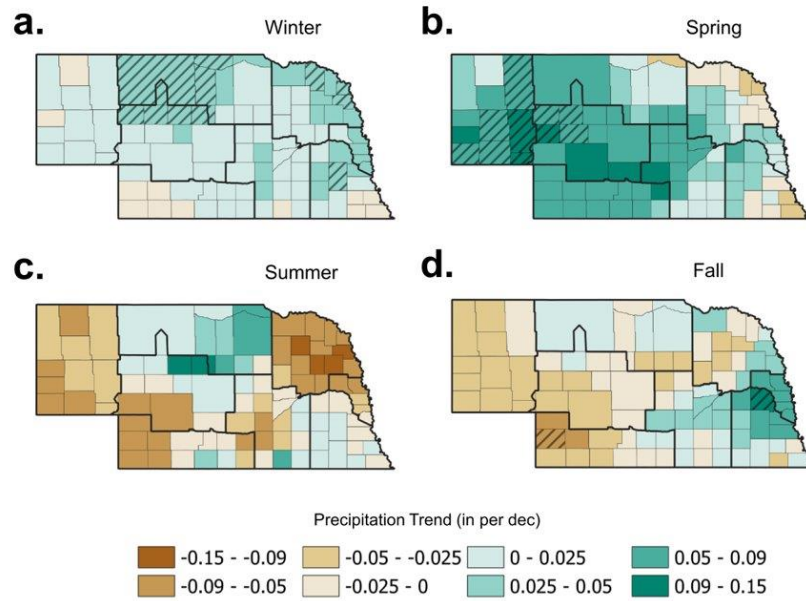 a. Winter
b. Spring
c. Summer
d. Fall
Precipitation Trend (in per dec)
-0.15 - -0.09
-0.05 - -0.025
0 - 0.025
0.05 - 0.09
-0.09 - -0.05
-0.025 - 0
0.025 - 0.05
0.09 - 0.15